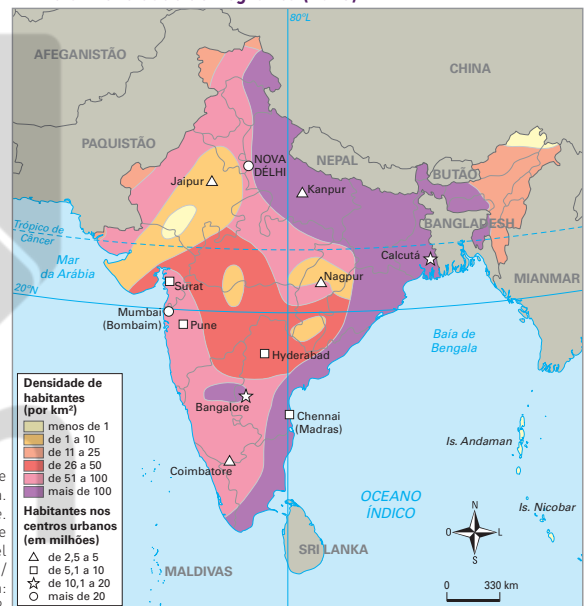 80°L
AFEGANISTÃO
CHINA
PAQUISTÃO
NOVA
DÉLHI
NEPAL
Jaipur
Kanpur
BUTÃO
BANGLADESH
Trópico de
Câncer
Calcutá
Mar
da Arábia
Nagpur
MIANMAR
Surat
20°N
Mumbai
(Bombaim)
Pune
Baía de
Bengala
Hyderabad
Densidade de
habitantes
(por km²)
menos de 1
de 1 a 10
de 11 a 25
de 26 a 50
de 51 a 100
mais de 100
Habitantes nos
centros urbanos
(em milhões)
de 2,5 a 5
de 5,1 a 10
de 10,1 a 20
mais de 20
Bangalore
Chennai
(Madras)
Is. Andaman
Coimbatore
OCEANO
ÍNDICO
Is. Nicobar
N
O
L
S
SRI LANKA
MALDIVAS
0 330 km